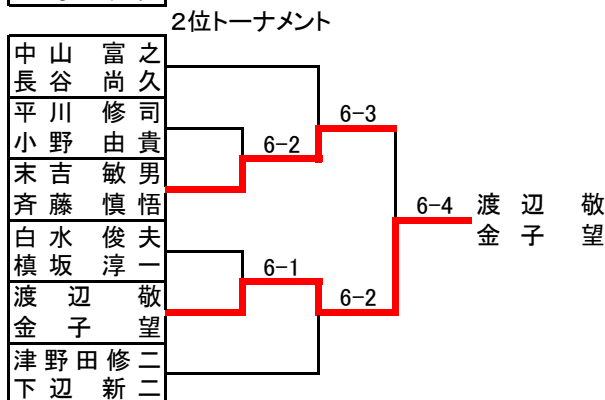 2位トーナメント
中山 富之
長谷 尚久
平川 修司
小野 由貴
末吉 敏男
斉藤 慎悟
白水 俊夫
槙坂 淳一
渡辺 敬
金子 望
津野田修二
下辺 新二
6-2
6-3
6-1
6-2
6-4
渡辺 敬
金子 望